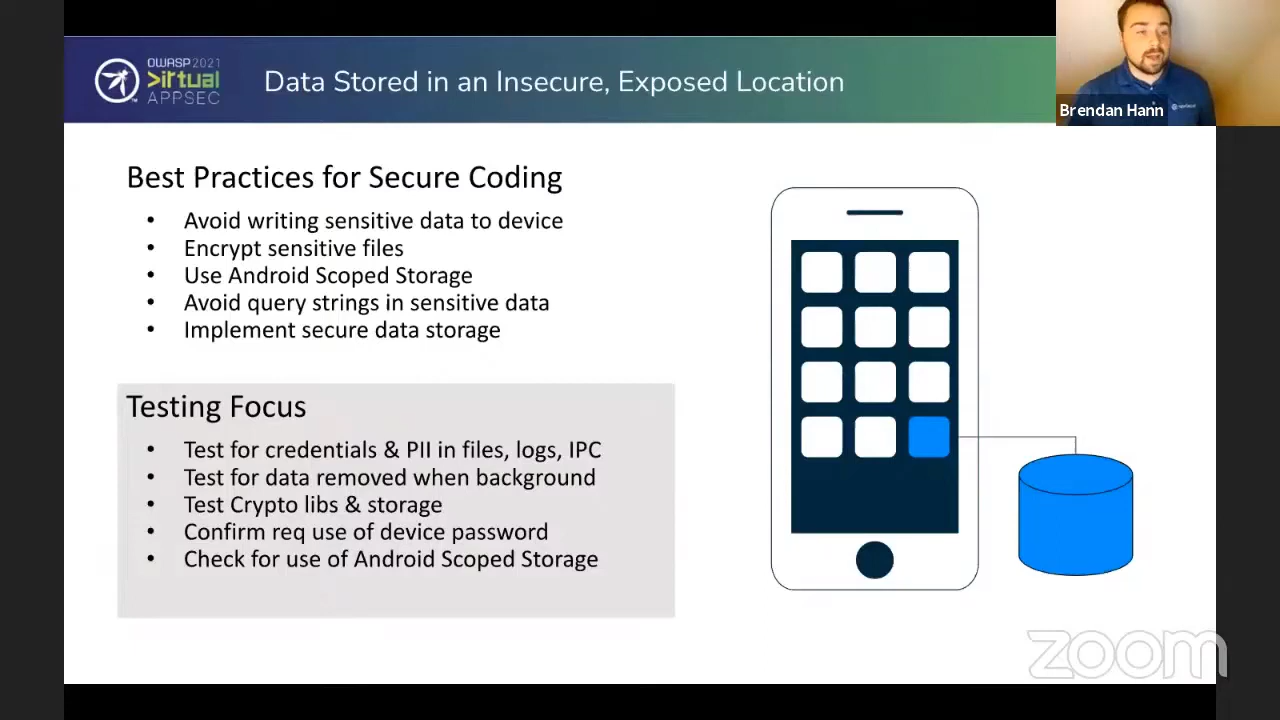 OWASP 2021
>irtual
APPSEC
Data Stored in an Insecure, Exposed Location
Brendan Hann
Best Practices for Secure Coding
• Avoid writing sensitive data to device
• Encrypt sensitive files
• Use Android Scoped Storage
• Avoid query strings in sensitive data
• Implement secure data storage
Testing Focus
• Test for credentials & PII in files, logs, IPC
• Test for data removed when background
• Test Crypto libs & storage
• Confirm req use of device password
• Check for use of Android Scoped Storage
zoom